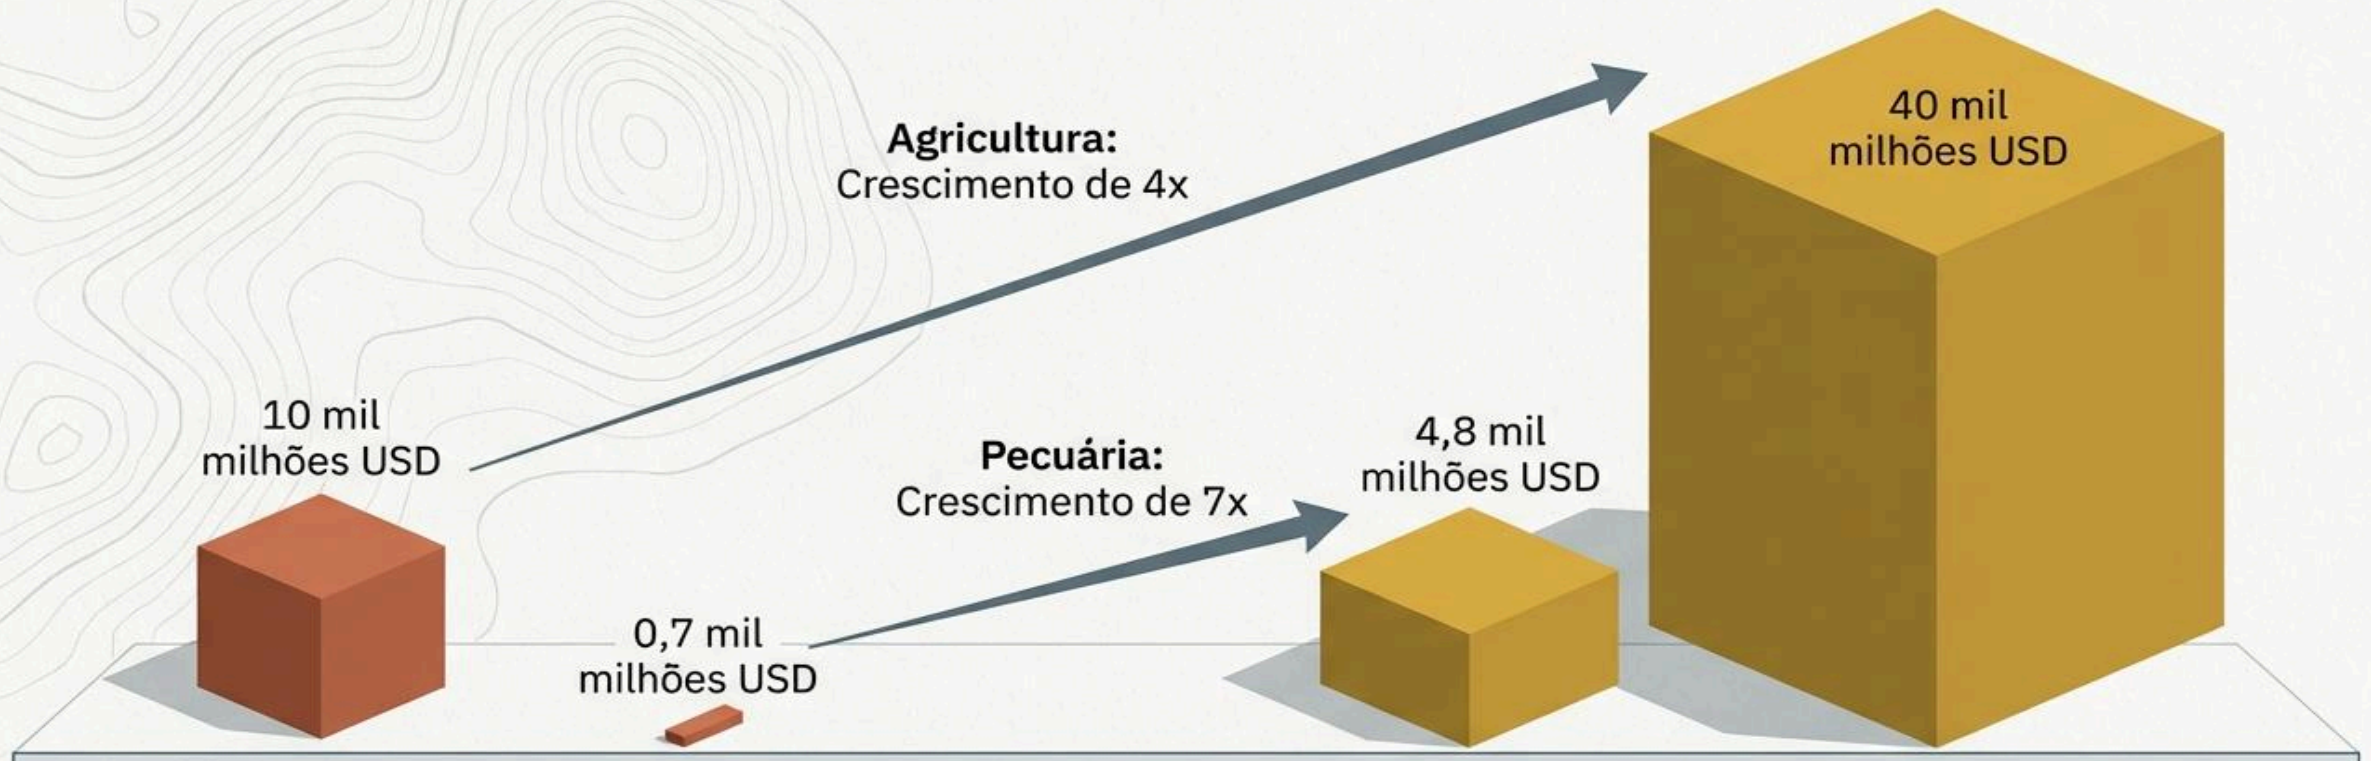 Agricultura:
Crescimento de 4x
40 mil
milhões USD
10 mil
milhões USD
Pecuária:
Crescimento de 7x
4,8 mil
milhões USD
0,7 mil
milhões USD